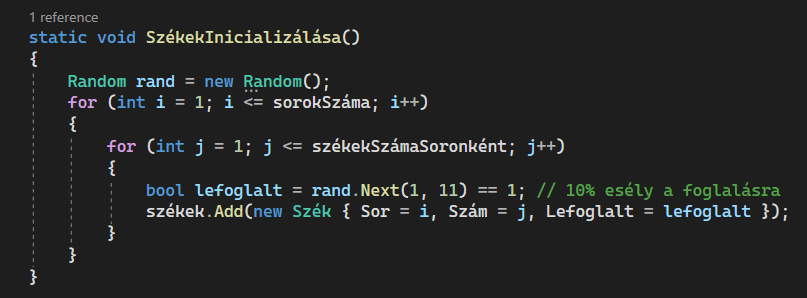 1 reference
static void SzékekInicializálása()
{
Random rand = new Random();
for (int i = 1; i <= sorokSzáma; i++)
{
for (int j = 1; j <= székekSzámaSoronként; j++)
{
bool lefoglalt = rand.Next(1, 11) == 1; // 10% esély a foglalásra
székek.Add(new Szék { Sor = i, Szám = j, Lefoglalt = lefoglalt });
}
}
}